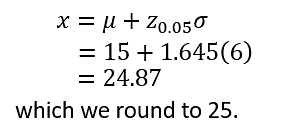 x = μ + z₀.₀₅σ
= 15 + 1.645(6)
= 24.87
which we round to 25.